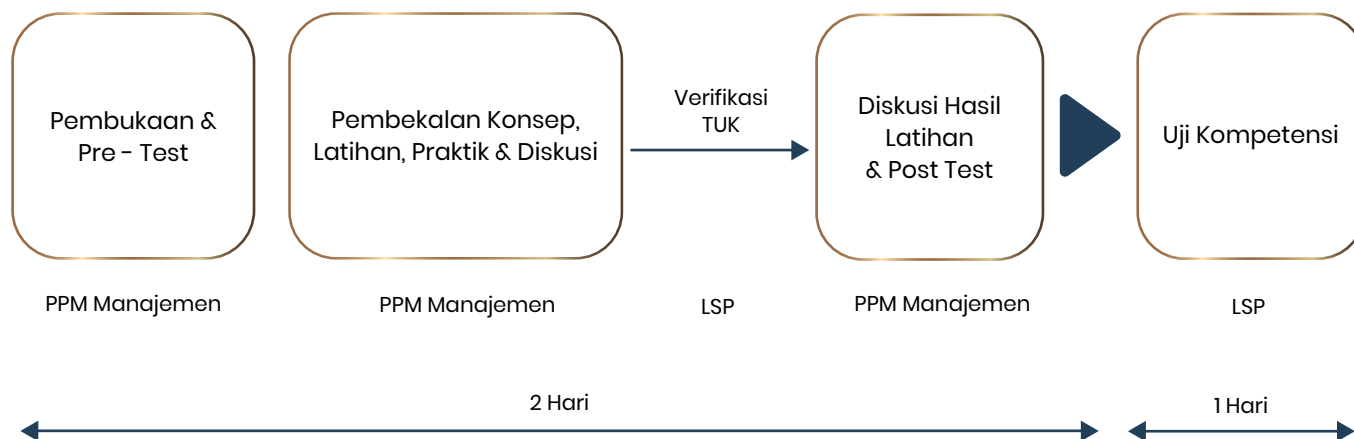 Pembukaan &
Pre - Test
Pembekalan Konsep,
Latihan, Praktik & Diskusi
Verifikasi
TUK
Diskusi Hasil
Latihan
& Post Test
Uji Kompetensi
PPM Manajemen
PPM Manajemen
LSP
PPM Manajemen
LSP
2 Hari
1 Hari